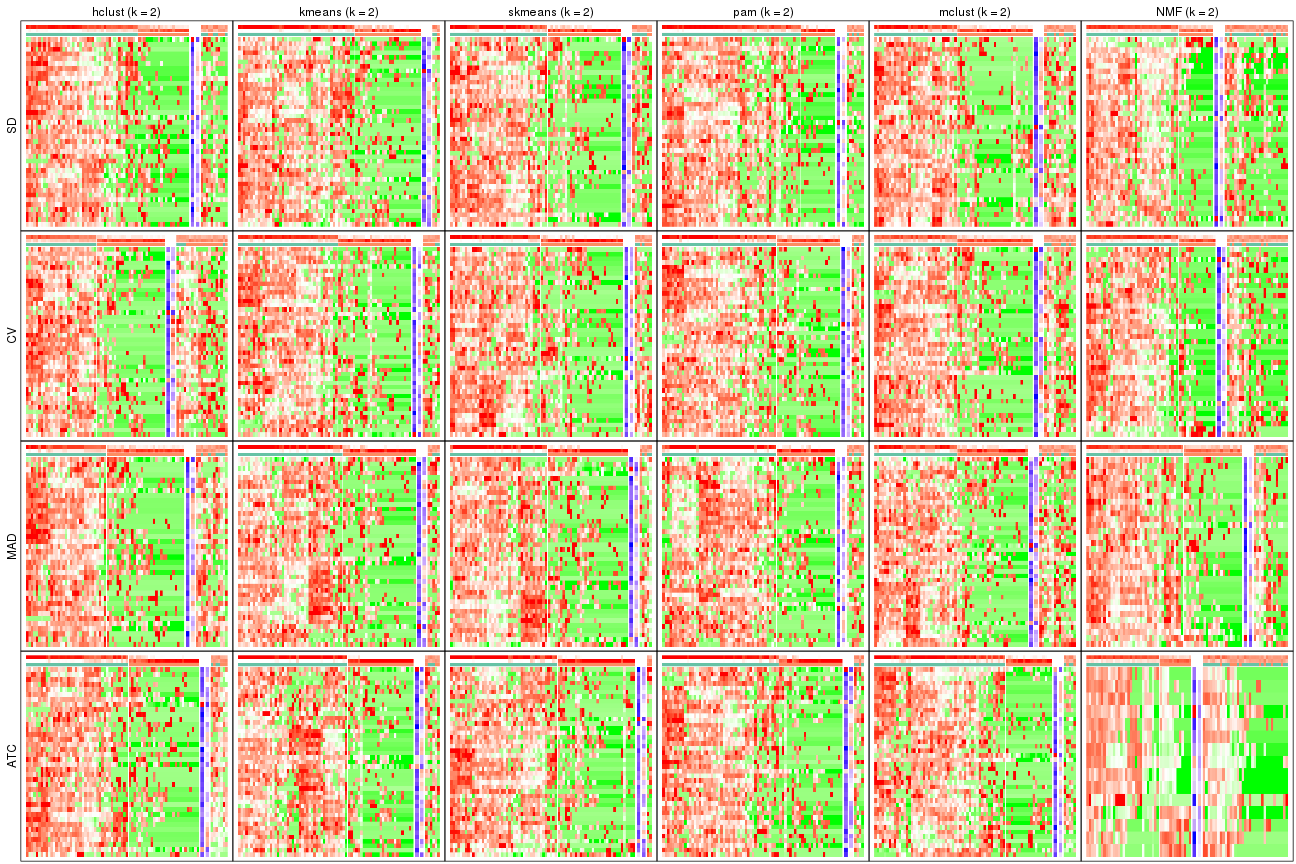 hclust (k = 2)
kmeans (k = 2)
skmeans (k = 2)
pam (k = 2)
mclust (k = 2)
NMF (k = 2)
SD
CV
MAD
ATC